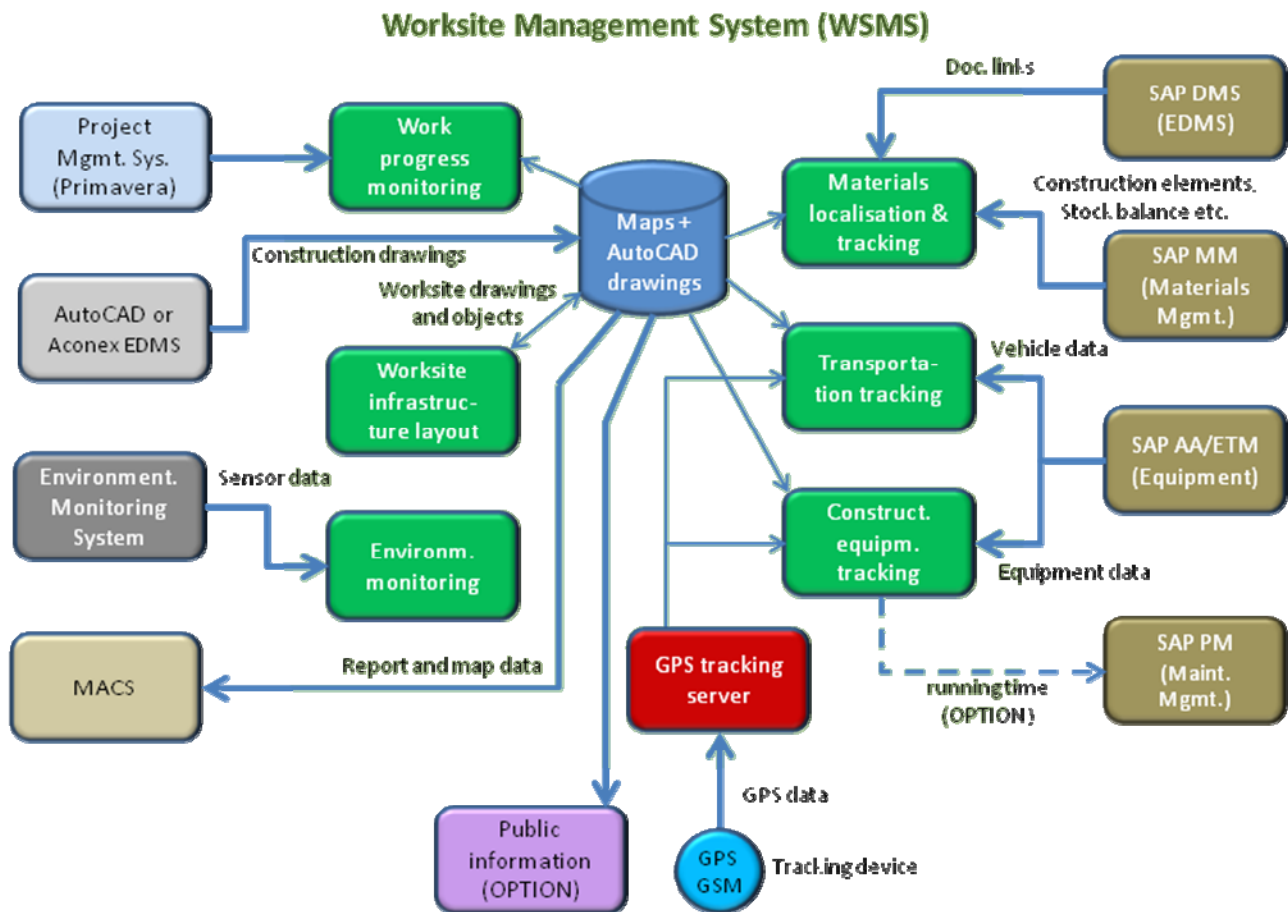 Worksite Management System (WSMS)
Doc. links
Project
Mgmt. Sys.
(Primavera)
Work
progress
monitoring
SAP DMS
(EDMS)
Maps +
AutoCAD
drawings
Materials
localisation &
tracking
Construction elements,
Stock balance etc.
Construction drawings
SAP MM
(Materials
Mgmt.)
AutoCAD or
Aconex EDMS
Worksite drawings
and objects
Worksite
infrastruc-
ture layout
Transporta-
tion tracking
Vehicle data
SAP AA/ETM
(Equipment)
Environment.
Monitoring
System
Sensor data
Environm.
monitoring
Construct.
equipm.
tracking
Equipment data
MACS
Report and map data
GPS tracking
server
running time
(OPTION)
SAP PM
(Maint.
Mgmt.)
GPS data
Public
information
(OPTION)
GPS
GSM
Tracking device